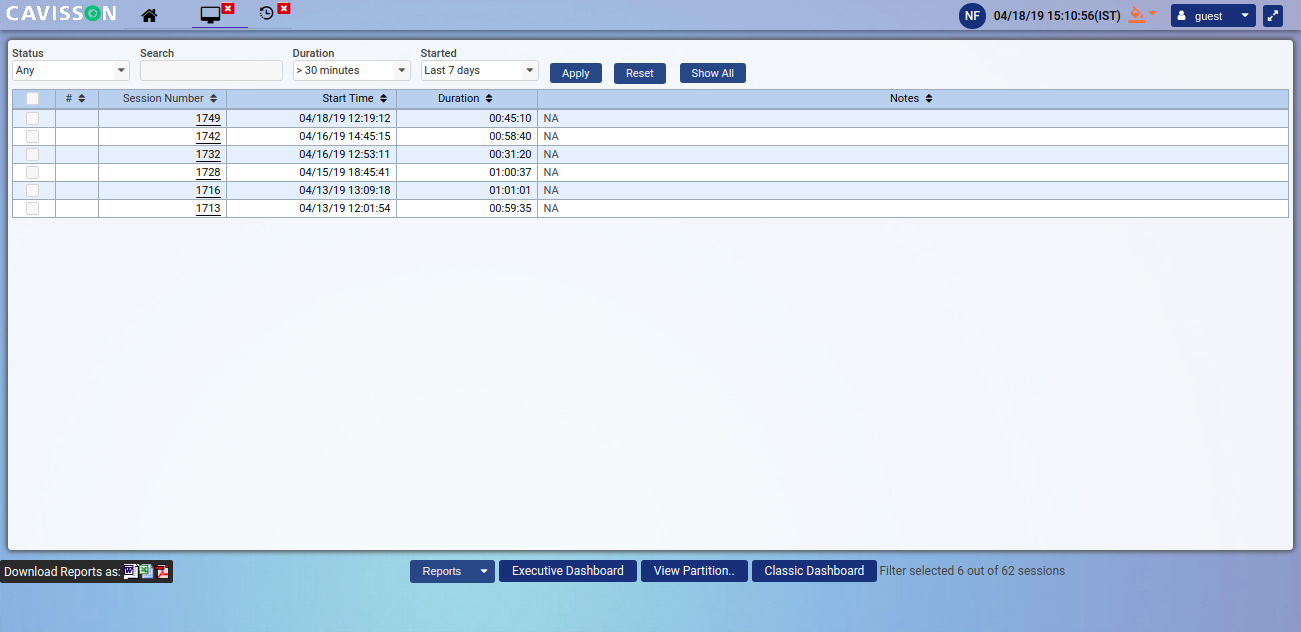 CAVISSON NF 04/18/19 15:10:56(IST) guest
Status Search Duration Started
Any > 30 minutes Last 7 days Apply Reset Show All
# Session Number Start Time Duration Notes
1749 04/18/19 12:19:12 00:45:10 NA
1742 04/16/19 14:45:15 00:58:40 NA
1732 04/16/19 12:53:11 00:31:20 NA
1728 04/15/19 18:45:41 01:00:37 NA
1716 04/13/19 13:09:18 01:01:01 NA
1713 04/13/19 12:01:54 00:59:35 NA
Download Reports as: Reports Executive Dashboard View Partition.. Classic Dashboard Filter selected 6 out of 62 sessions